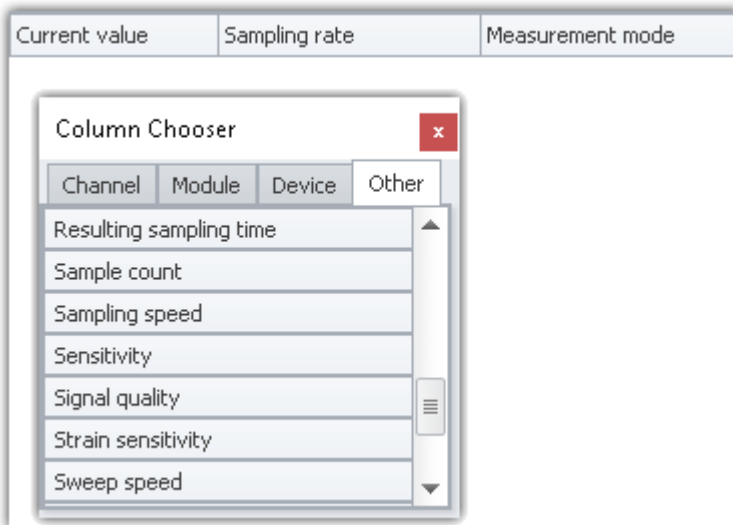 Current value Sampling rate Measurement mode
Column Chooser x
Channel Module Device Other
Resulting sampling time
Sample count
Sampling speed
Sensitivity
Signal quality
Strain sensitivity
Sweep speed